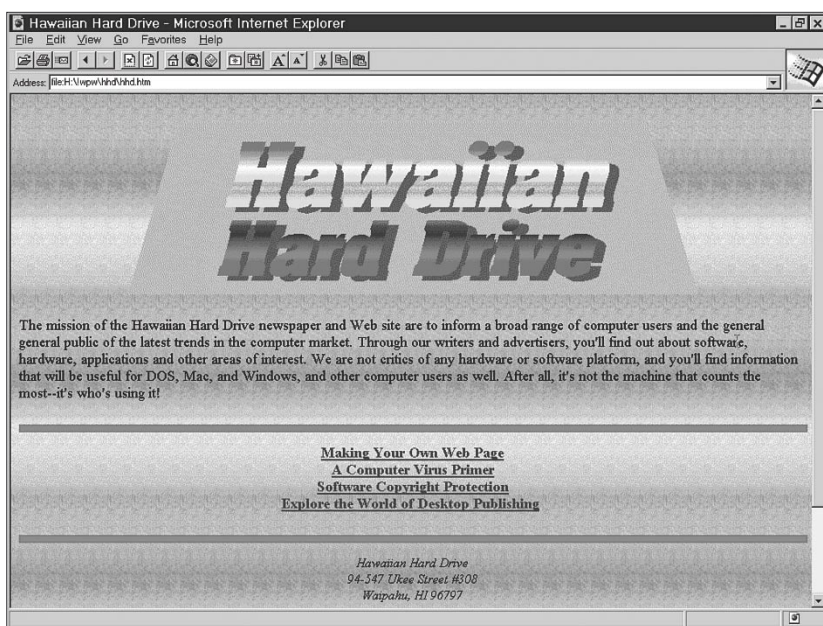 Hawaiian Hard Drive - Microsoft Internet Explorer
File Edit View Go Favorites Help
Address: file:H:\lwpw\hhd\hhd.htm
Hawaiian
Hard Drive
The mission of the Hawaiian Hard Drive newspaper and Web site are to inform a broad range of computer users and the general
general public of the latest trends in the computer market. Through our writers and advertisers, you'll find out about software,
hardware, applications and other areas of interest. We are not critics of any hardware or software platform, and you'll find information
that will be useful for DOS, Mac, and Windows, and other computer users as well. After all, it's not the machine that counts the
most--it's who's using it!
Making Your Own Web Page
A Computer Virus Primer
Software Copyright Protection
Explore the World of Desktop Publishing
Hawaiian Hard Drive
94-547 Ukee Street #308
Waipahu, HI 96797